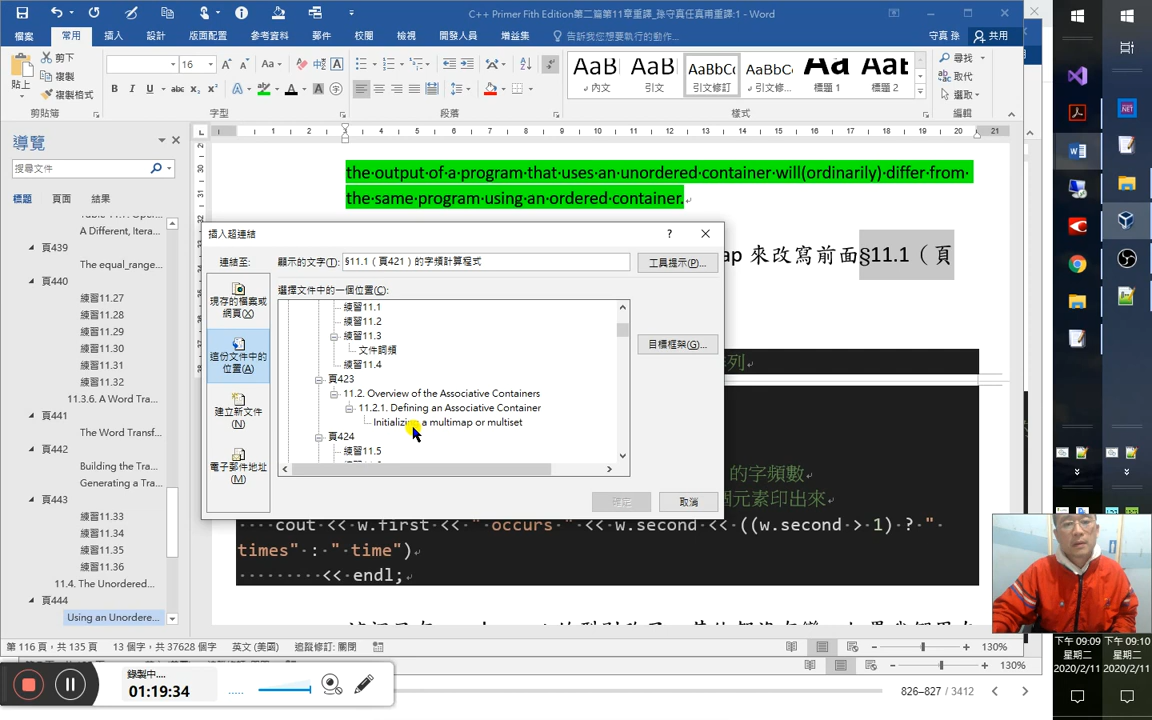 C++ Primer Fith Edition第二篇第11章重譯_孫守真任真甫重譯:1 - Word
檔案
常用
插入
設計
版面配置
參考資料
郵件
校閱
檢視
開發人員
增益集
告訴我您想要執行的動作...
守真 孫
共用
貼上
剪下
複製
複製格式
剪貼簿
16
字型
段落
AaB
AaB
AaBbC
AaBbC
AaB
AaB
內文
引文
引文修訂
引文修...
標題 1
標題 2
樣式
尋找
取代
選取
編輯
導覽
搜尋文件
標題
頁面
結果
A Different, Itera...
頁439
The equal_range...
頁440
練習11.27
練習11.28
練習11.29
練習11.30
練習11.31
練習11.32
11.3.6. A Word Tra...
頁441
The Word Transf...
頁442
Building the Tra...
Generating a Tra...
頁443
練習11.33
練習11.34
練習11.35
練習11.36
11.4. The Unordered...
頁444
Using an Unordere...
the output of a program that uses an unordered container will(ordinarily) differ from
the same program using an ordered container.
ap 來改寫前面§11.1（頁
插入超連結
連結至:
顯示的文字(T):
§11.1（頁421）的字頻計算程式
工具提示(P)...
選擇文件中的一個位置(C):
現存的檔案或網頁(X)
這份文件中的位置(A)
建立新文件(N)
電子郵件地址(M)
練習11.1
練習11.2
練習11.3
文件詞頻
練習11.4
頁423
11.2. Overview of the Associative Containers
11.2.1. Defining an Associative Container
Initializing a multimap or multiset
頁424
練習11.5
目標框架(G)...
確定
取消
列
的字頻數
個元素印出來
cout << w.first << " occurs " << w.second << ((w.second > 1) ? "
times" : " time")
<< endl;
第 116 頁，共 135 頁
13 個字，共 37628 個字
英文 (美國)
追蹤修訂: 關閉
130%
130%
錄製中....
01:19:34
826–827 / 3412
下午 09:09
星期二
2020/2/11
下午 09:10
星期二
2020/2/11